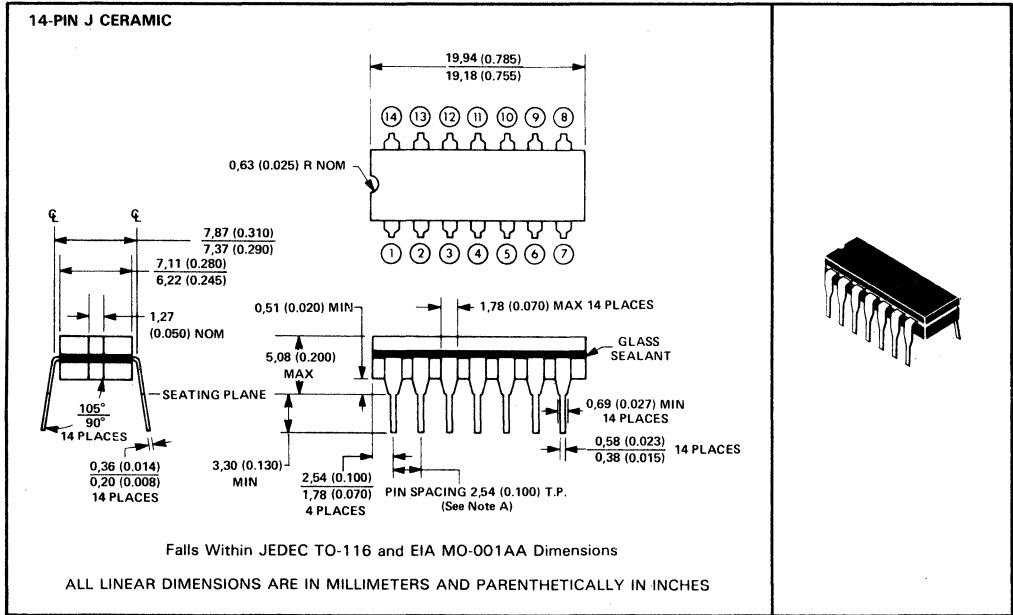 14-PIN J CERAMIC
19,94 (0.785)
19,18 (0.755)
14 13 12 11 10 9 8
0,63 (0.025) R NOM
1 2 3 4 5 6 7
℄ ℄
7,87 (0.310)
7,37 (0.290)
7,11 (0.280)
6,22 (0.245)
1,27
(0.050) NOM
0,51 (0.020) MIN
1,78 (0.070) MAX 14 PLACES
5,08 (0.200)
MAX
GLASS
SEALANT
SEATING PLANE
105°
90°
14 PLACES
0,69 (0.027) MIN
14 PLACES
0,58 (0.023)
0,38 (0.015)
14 PLACES
0,36 (0.014)
0,20 (0.008)
14 PLACES
3,30 (0.130)
MIN
2,54 (0.100)
1,78 (0.070)
4 PLACES
PIN SPACING 2,54 (0.100) T.P.
(See Note A)
Falls Within JEDEC TO-116 and EIA MO-001AA Dimensions
ALL LINEAR DIMENSIONS ARE IN MILLIMETERS AND PARENTHETICALLY IN INCHES